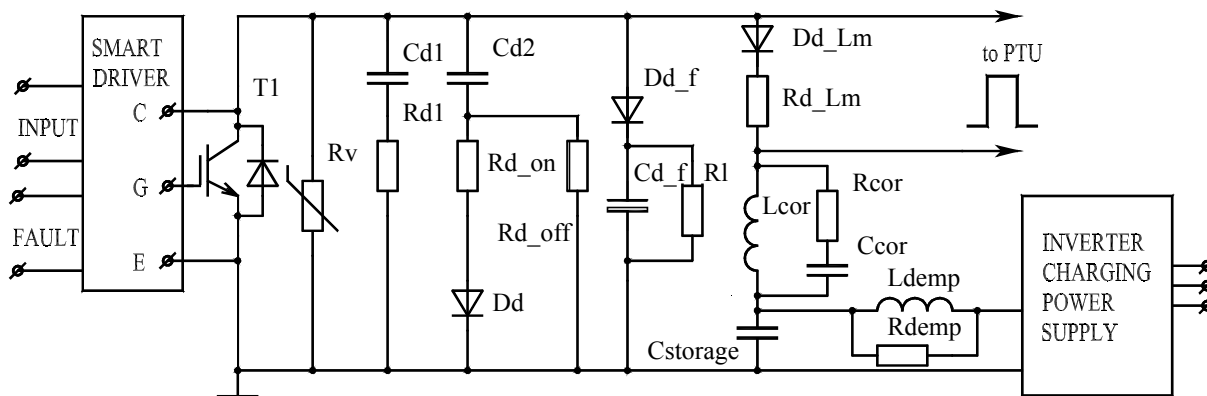 SMART
DRIVER
C
T1
INPUT
G
FAULT
E
Rv
Cd1
Rd1
Cd2
Rd_on
Rd_off
Dd
Dd_f
Cd_f
Rl
Dd_Lm
Rd_Lm
to PTU
Lcor
Rcor
Ccor
Ldemp
Rdemp
Cstorage
INVERTER
CHARGING
POWER
SUPPLY